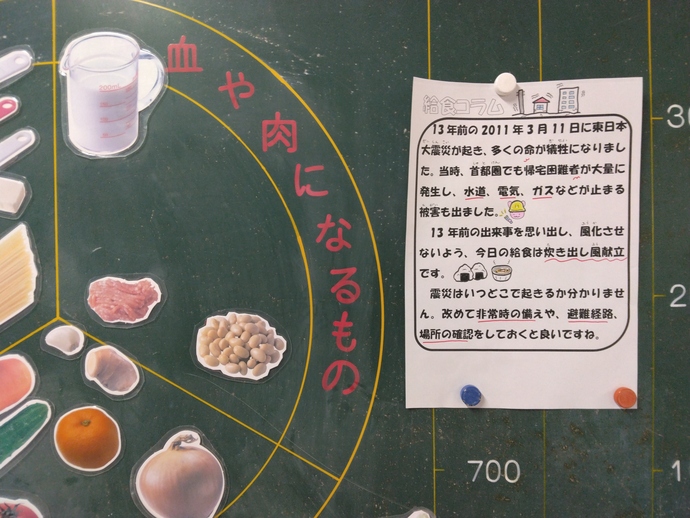 血や肉になるもの
給食コラム
13年前の2011年3月11日に東日本
大震災が起き、多くの命が犠牲になりまし
た。当時、首都圏でも帰宅困難者が大量に
発生し、水道、電気、ガスなどが止まる
被害も出ました。
13年前の出来事を思い出し、風化させ
ないよう、今日の給食は炊き出し風献立
です。
震災はいつどこで起きるか分かりませ
ん。改めて非常時の備えや、避難経路、
場所の確認をしておくと良いですね。
30
2
700
1